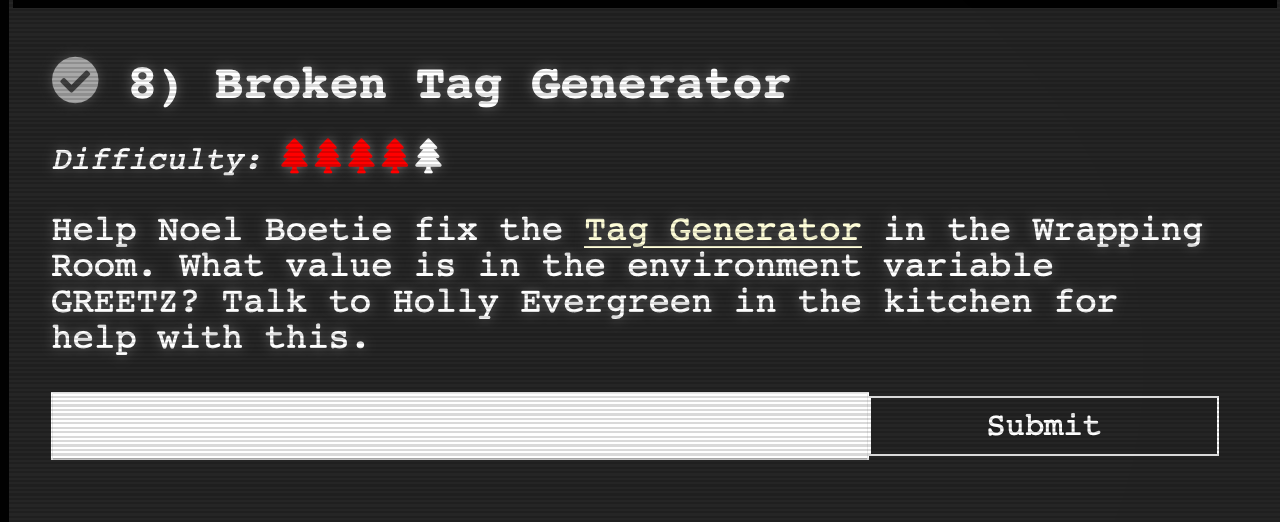 8) Broken Tag Generator
Difficulty:
Help Noel Boetie fix the Tag Generator in the Wrapping
Room. What value is in the environment variable
GREETZ? Talk to Holly Evergreen in the kitchen for
help with this.
Submit